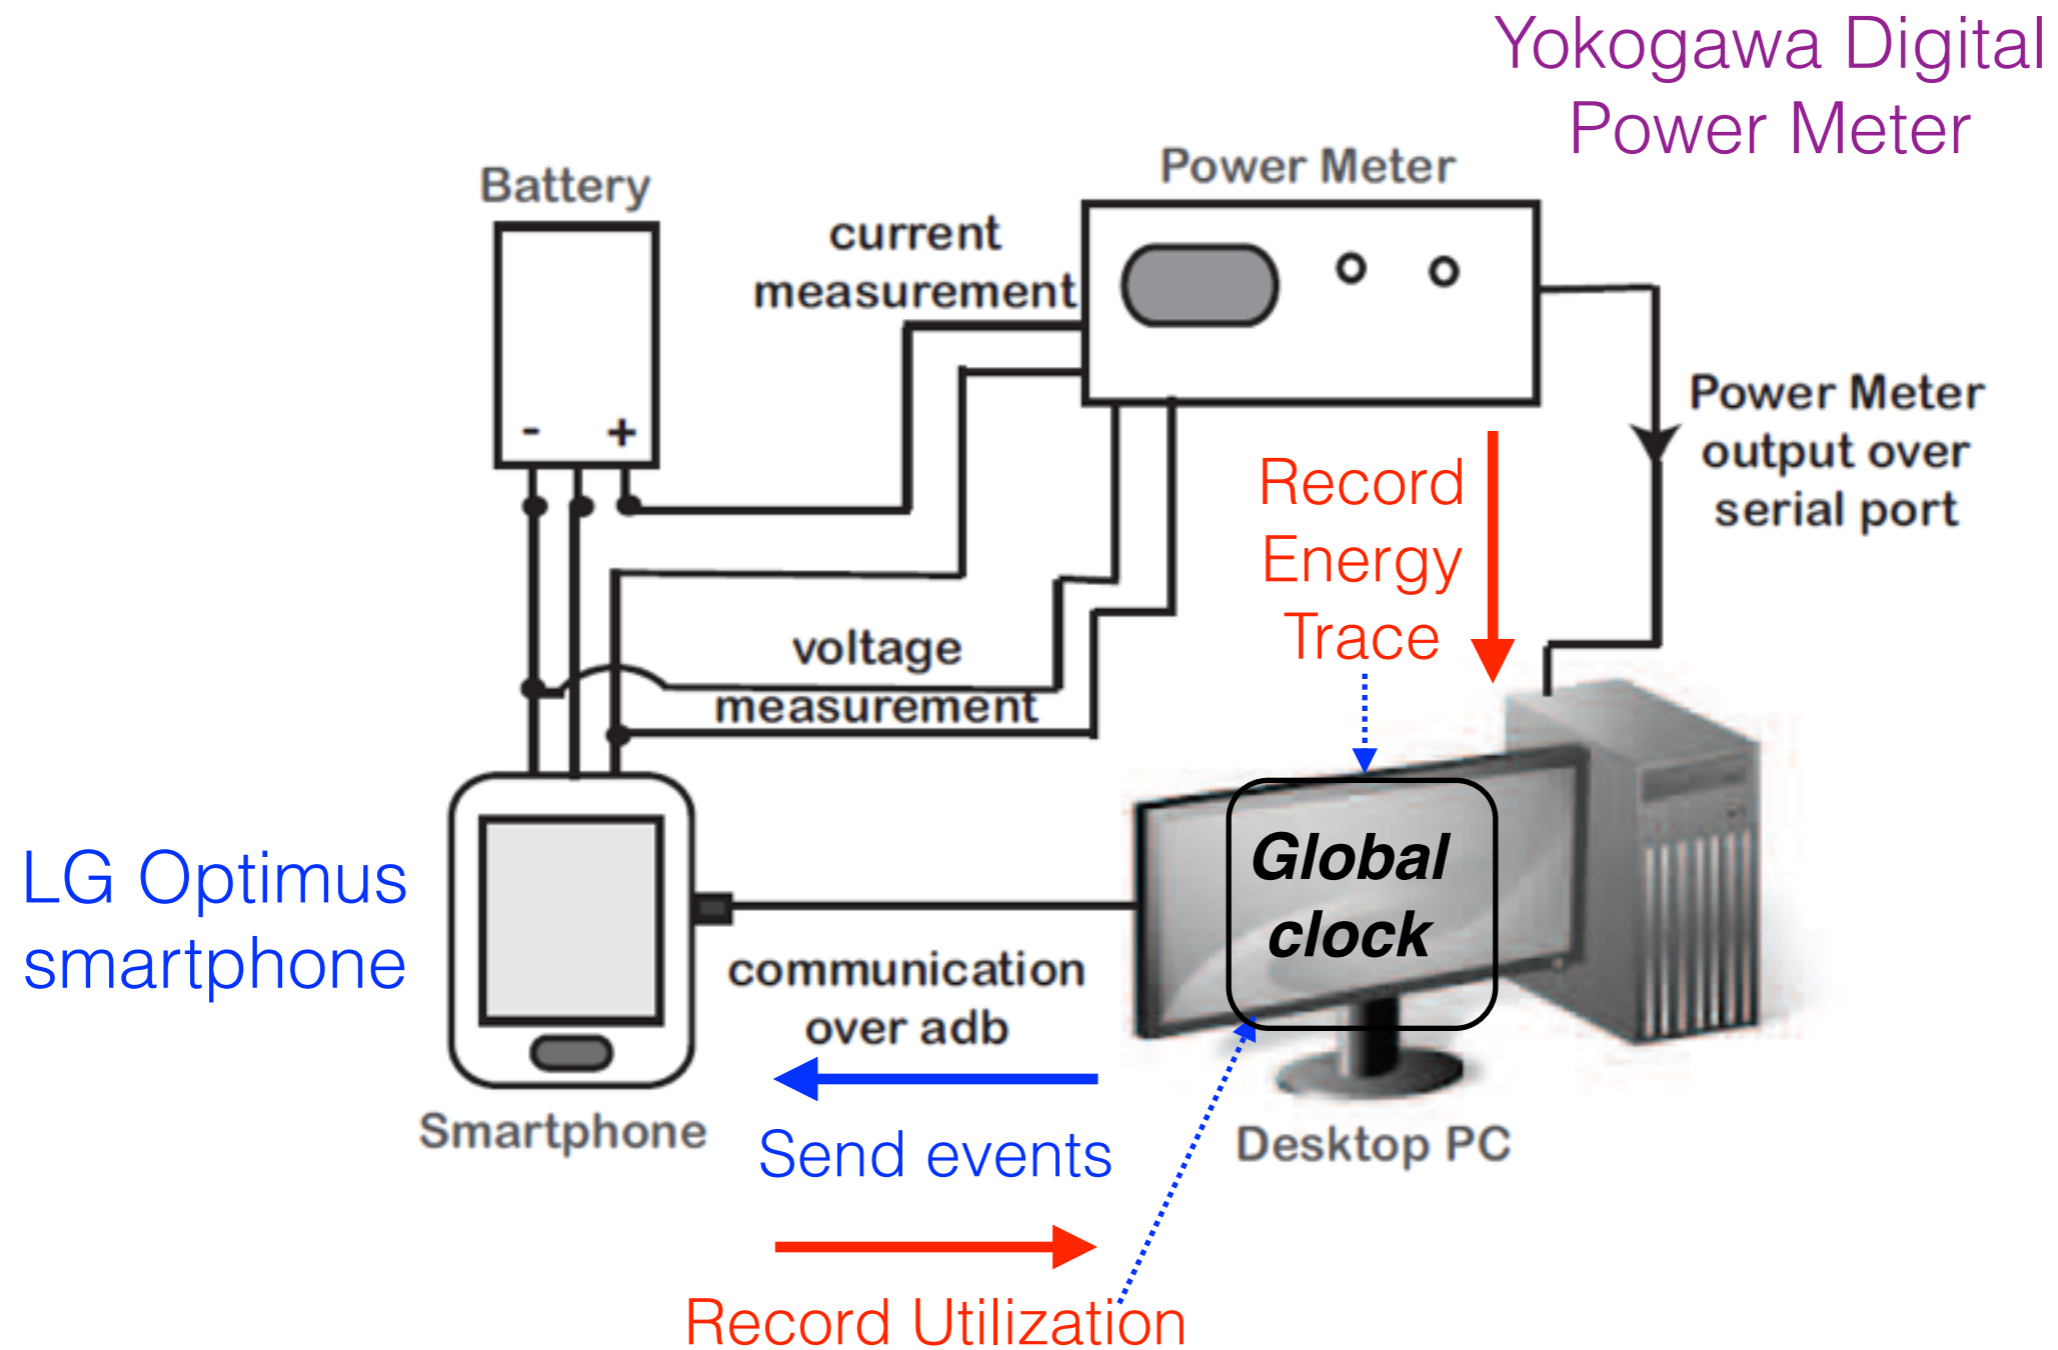 Yokogawa Digital
Power Meter
Battery
Power Meter
current
measurement
- +
Power Meter
output over
serial port
Record
Energy
Trace
voltage
measurement
LG Optimus
smartphone
Global
clock
communication
over adb
Smartphone
Send events
Desktop PC
Record Utilization